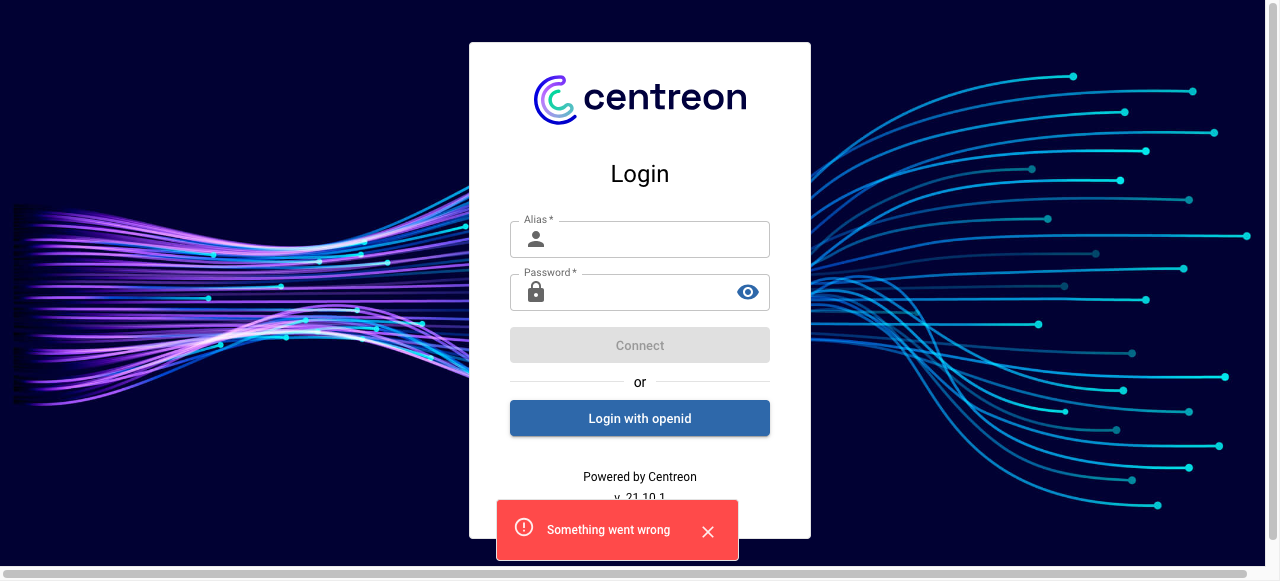 centreon
Login
Alias *
Password *
Connect
or
Login with openid
Powered by Centreon
v. 21.10.1
Something went wrong